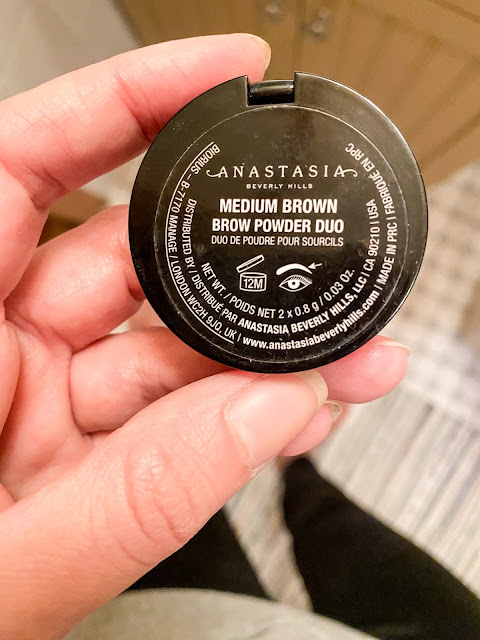 ANASTASIA
BEVERLY HILLS
MEDIUM BROWN
BROW POWDER DUO
DUO DE POUDRE POUR SOURCILS
12M
NET WT. / POIDS NET 2 x 0.8 g / 0.03 Oz.
DISTRIBUTED BY / DISTRIBUÉ PAR ANASTASIA BEVERLY HILLS, LLC | CA 90210 | USA
BIORIUS – B-7170 MANAGE / LONDON WC2H 9JQ, UK | www.anastasiabeverlyhills.com | MADE IN PRC | FABRIQUÉ EN RPC